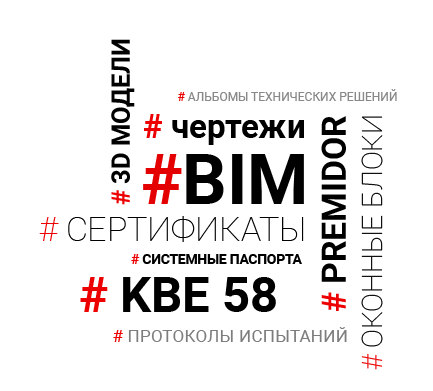 # 3D МОДЕЛИ
# АЛЬБОМЫ ТЕХНИЧЕСКИХ РЕШЕНИЙ
# чертежи
#BIM
# СЕРТИФИКАТЫ
# СИСТЕМНЫЕ ПАСПОРТА
# KBE 58
# ПРОТОКОЛЫ ИСПЫТАНИЙ
# PREMIDOR
# ОКОННЫЕ БЛОКИ